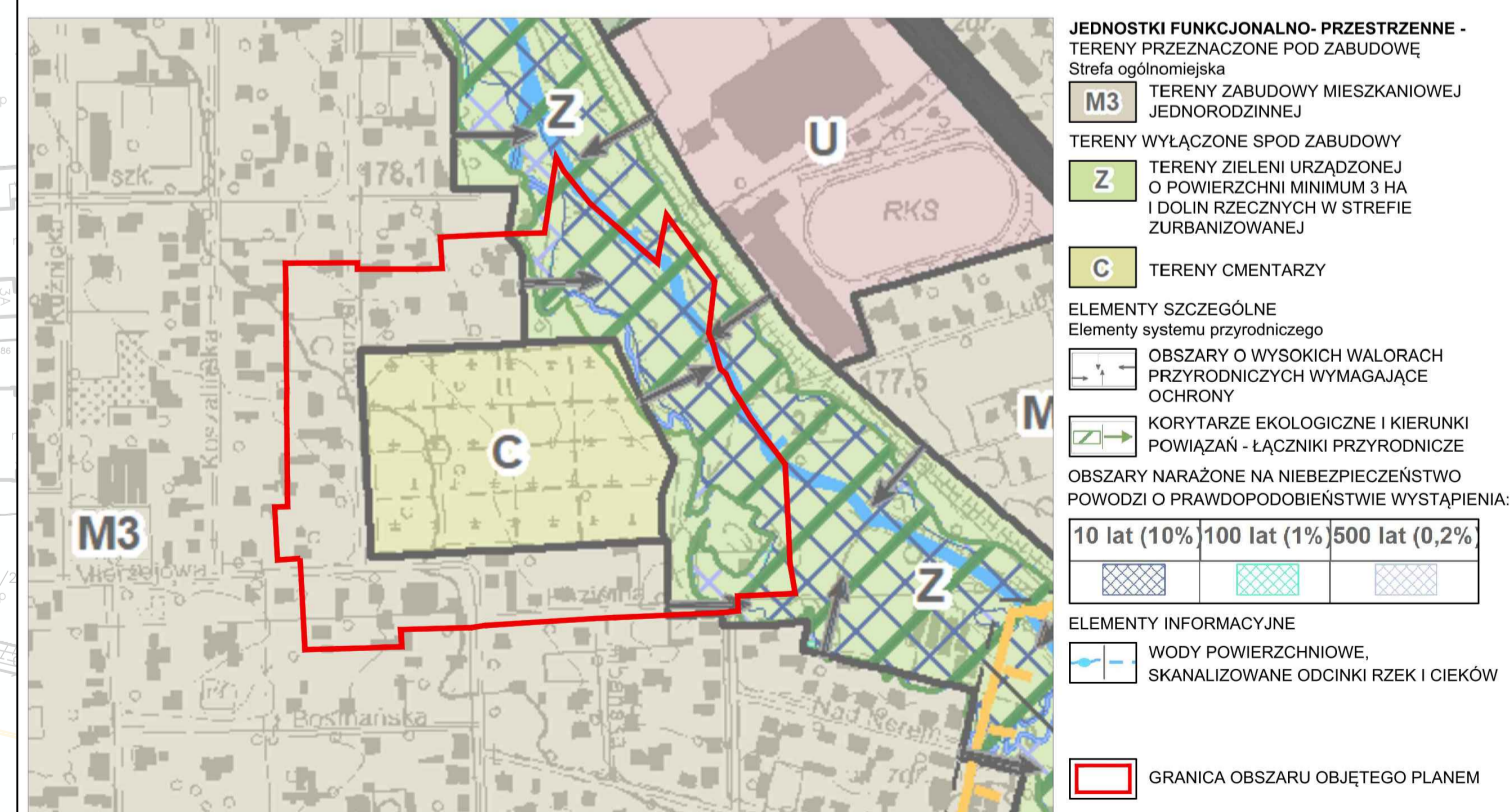 Z
U
szk.
178,1
RKS
Kuźnicka
Koszalińska
177,5
M
C
M3
Mierzejowa
Z
Bosmańska
Nad Nerem
JEDNOSTKI FUNKCJONALNO- PRZESTRZENNE -
TERENY PRZEZNACZONE POD ZABUDOWĘ
Strefa ogólnomiejska
M3
TERENY ZABUDOWY MIESZKANIOWEJ
JEDNORODZINNEJ
TERENY WYŁĄCZONE SPOD ZABUDOWY
Z
TERENY ZIELENI URZĄDZONEJ
O POWIERZCHNI MINIMUM 3 HA
I DOLIN RZECZNYCH W STREFIE
ZURBANIZOWANEJ
C
TERENY CMENTARZY
ELEMENTY SZCZEGÓLNE
Elementy systemu przyrodniczego
OBSZARY O WYSOKICH WALORACH
PRZYRODNICZYCH WYMAGAJĄCE
OCHRONY
KORYTARZE EKOLOGICZNE I KIERUNKI
POWIĄZAŃ - ŁĄCZNIKI PRZYRODNICZE
OBSZARY NARAŻONE NA NIEBEZPIECZEŃSTWO
POWODZI O PRAWDOPODOBIEŃSTWIE WYSTĄPIENIA:
10 lat (10%) 100 lat (1%) 500 lat (0,2%)
ELEMENTY INFORMACYJNE
WODY POWIERZCHNIOWE,
SKANALIZOWANE ODCINKI RZEK I CIEKÓW
GRANICA OBSZARU OBJĘTEGO PLANEM